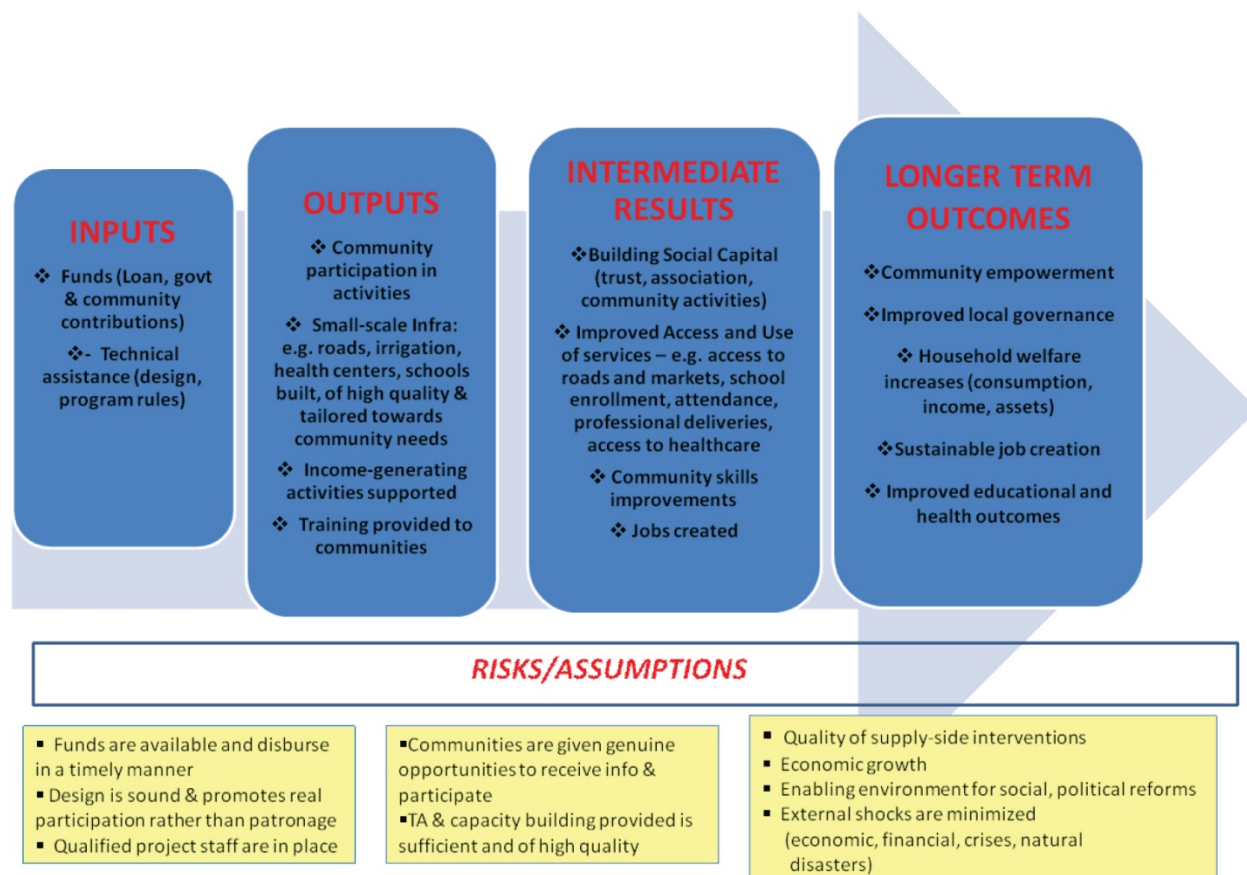 INPUTS
❖ Funds (Loan, govt
& community
contributions)
❖- Technical
assistance (design,
program rules)
OUTPUTS
❖ Community
participation in
activities
❖ Small-scale Infra:
e.g. roads, irrigation,
health centers, schools
built, of high quality &
tailored towards
community needs
❖ Income-generating
activities supported
❖ Training provided to
communities
INTERMEDIATE
RESULTS
❖Building Social Capital
(trust, association,
community activities)
❖ Improved Access and Use
of services – e.g. access to
roads and markets, school
enrollment, attendance,
professional deliveries,
access to healthcare
❖ Community skills
improvements
❖ Jobs created
LONGER TERM
OUTCOMES
❖Community empowerment
❖Improved local governance
❖ Household welfare
increases (consumption,
income, assets)
❖Sustainable job creation
❖ Improved educational and
health outcomes
RISKS/ASSUMPTIONS
▪ Funds are available and disburse
in a timely manner
▪Design is sound & promotes real
participation rather than patronage
▪ Qualified project staff are in place
▪Communities are given genuine
opportunities to receive info &
participate
▪TA & capacity building provided is
sufficient and of high quality
▪ Quality of supply-side interventions
▪ Economic growth
▪ Enabling environment for social, political reforms
▪ External shocks are minimized
(economic, financial, crises, natural
disasters)